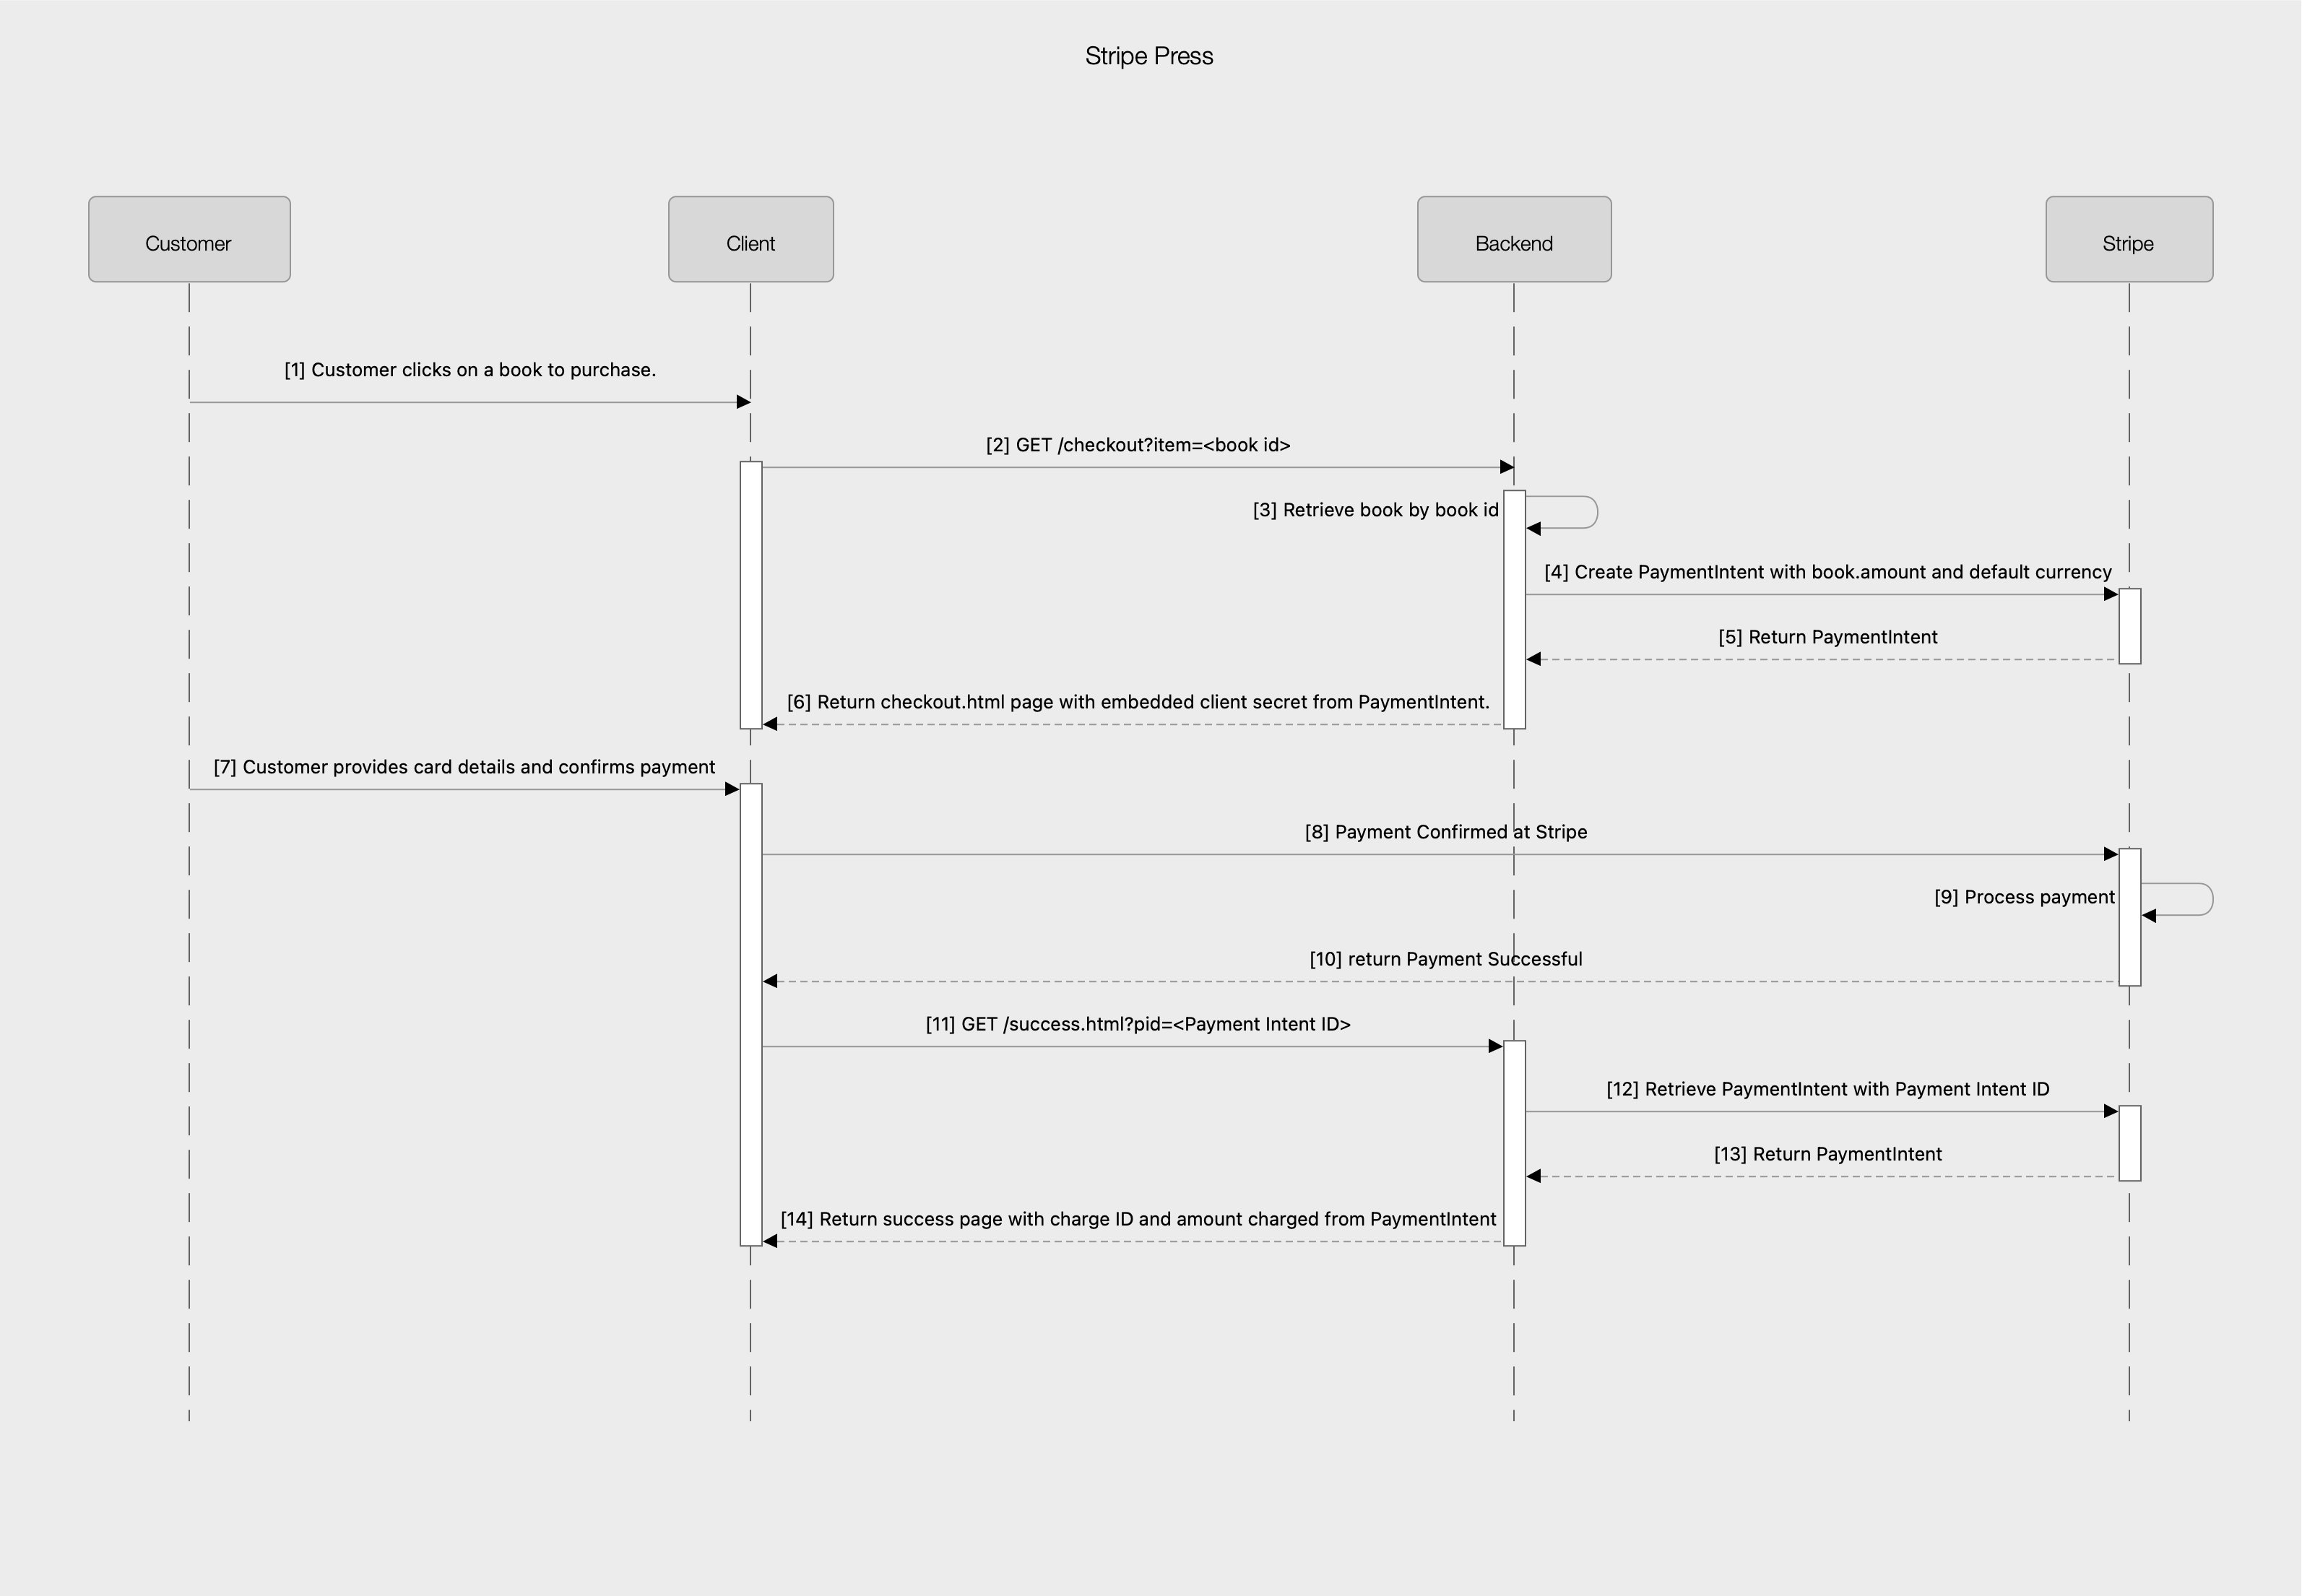 Stripe Press
Customer
Client
Backend
Stripe
[1] Customer clicks on a book to purchase.
[2] GET /checkout?item=<book id>
[3] Retrieve book by book id
[4] Create PaymentIntent with book.amount and default currency
[5] Return PaymentIntent
[6] Return checkout.html page with embedded client secret from PaymentIntent.
[7] Customer provides card details and confirms payment
[8] Payment Confirmed at Stripe
[9] Process payment
[10] return Payment Successful
[11] GET /success.html?pid=<Payment Intent ID>
[12] Retrieve PaymentIntent with Payment Intent ID
[13] Return PaymentIntent
[14] Return success page with charge ID and amount charged from PaymentIntent